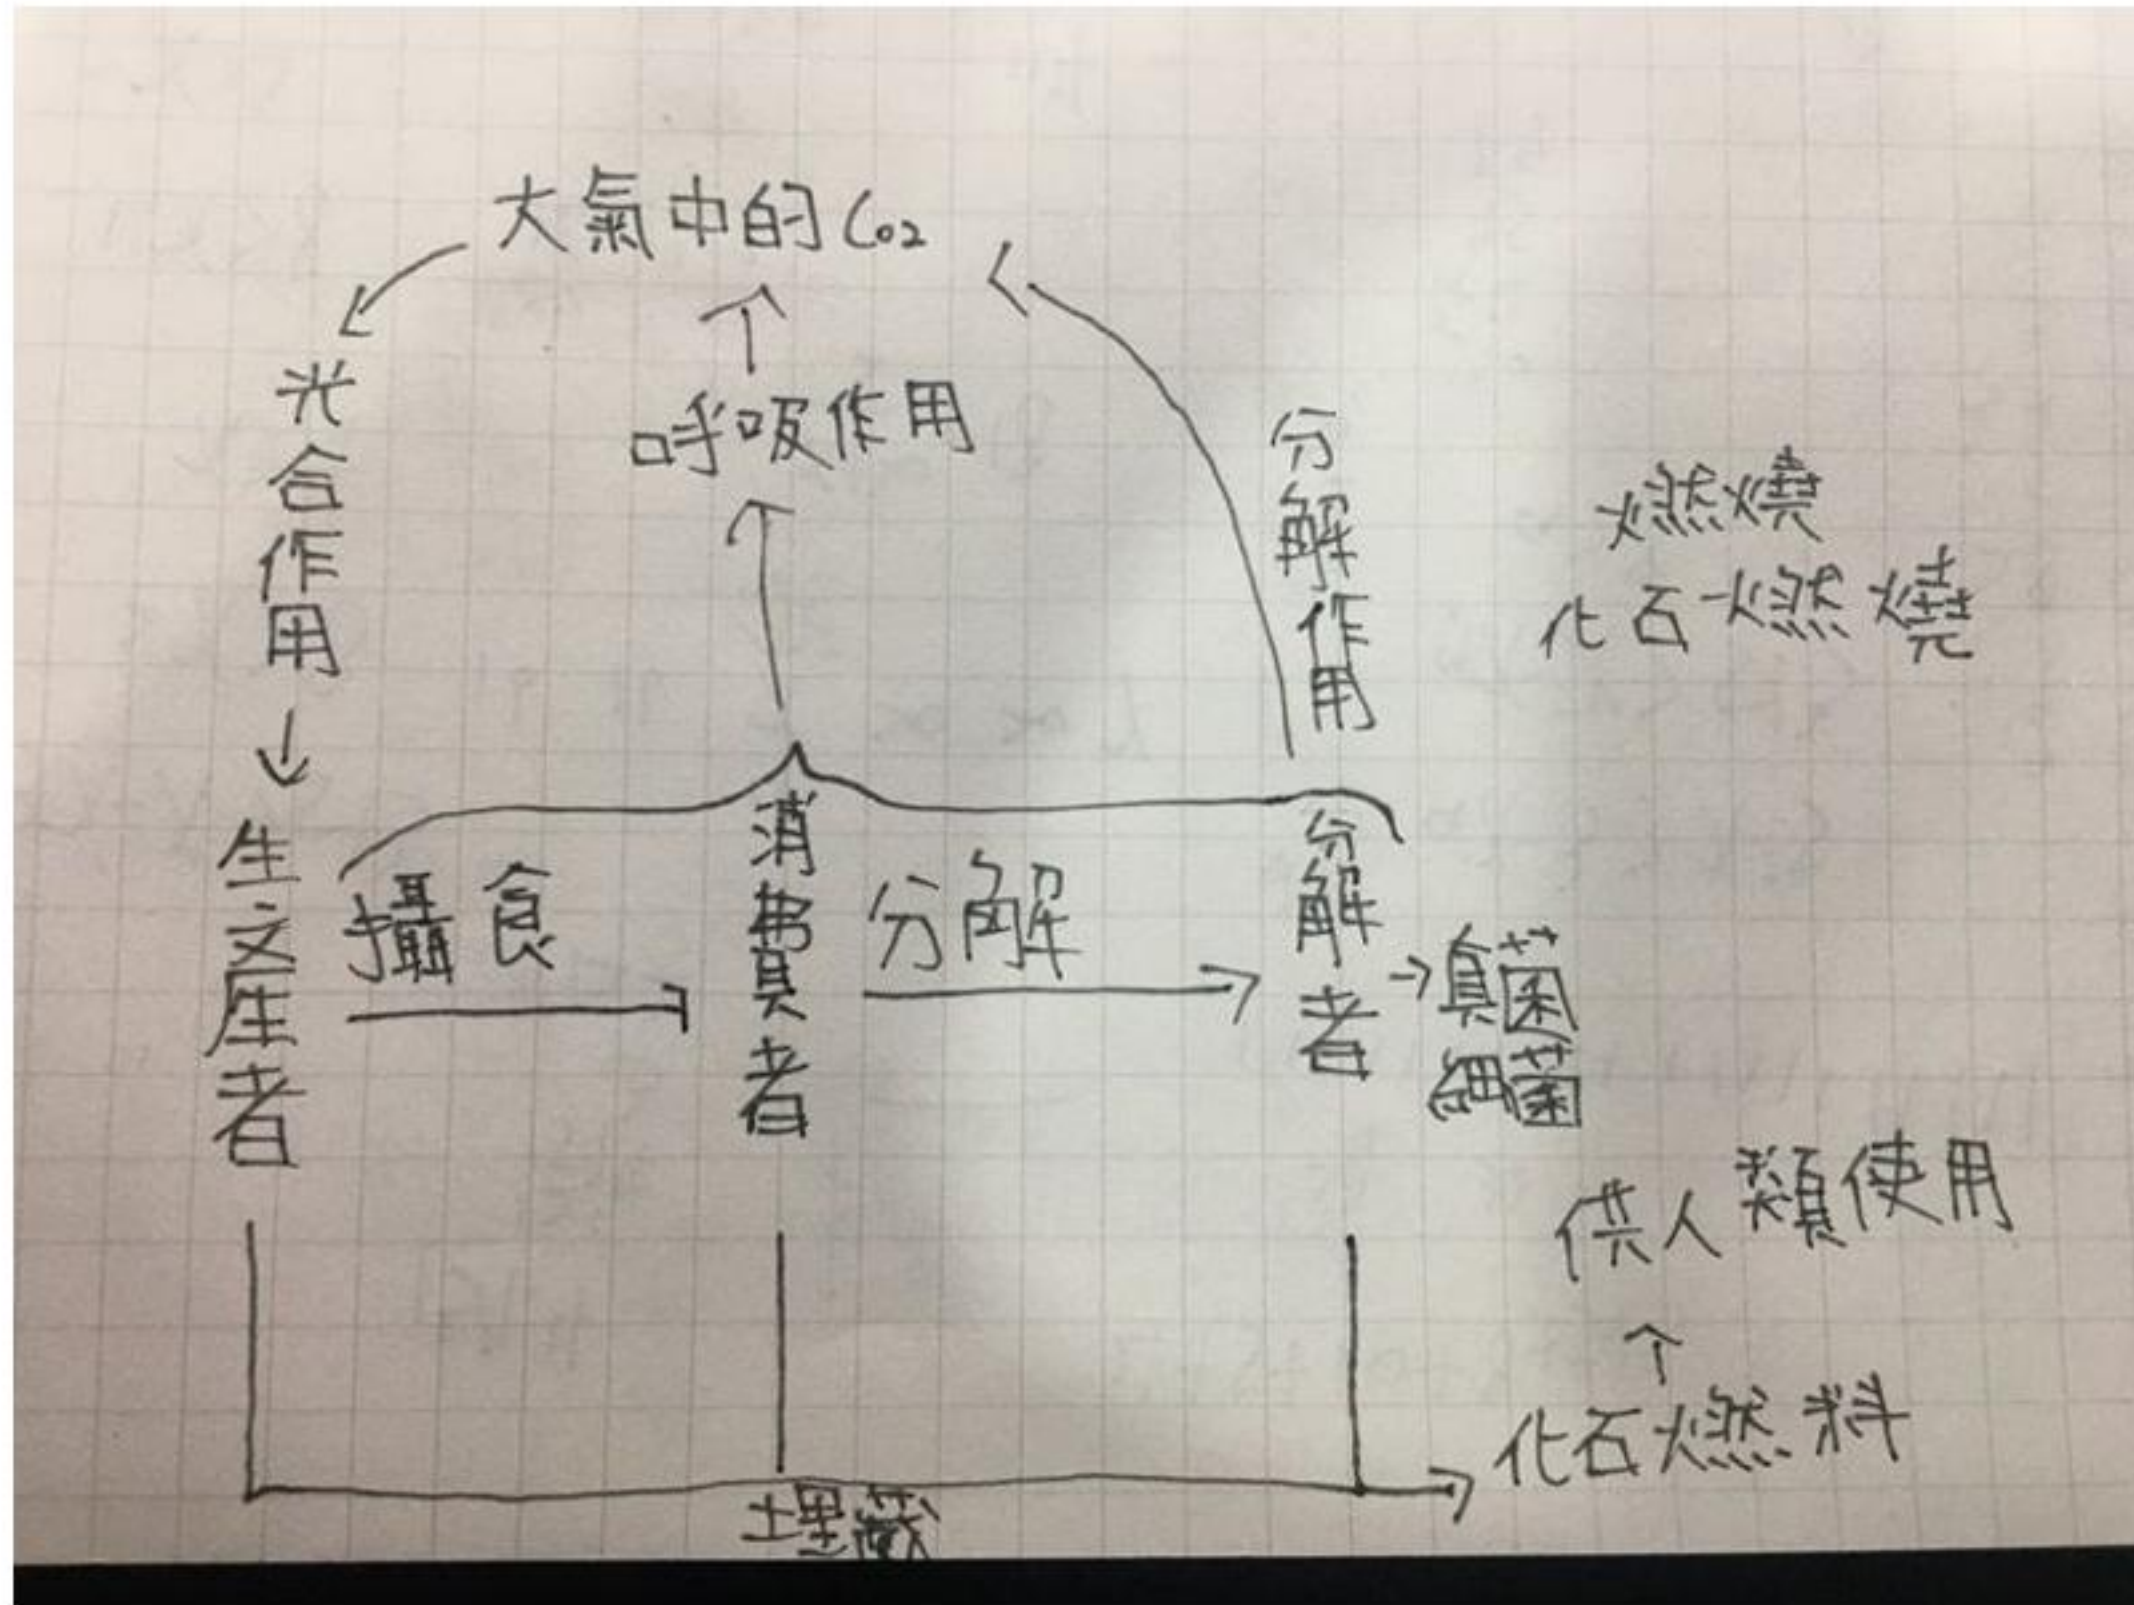 大氣中的CO2
光合作用
呼吸作用
分解作用
燃燒
化石燃燒
生產者
攝食
消費者
分解
分解者
真菌
細菌
供人類使用
化石燃料
埋藏